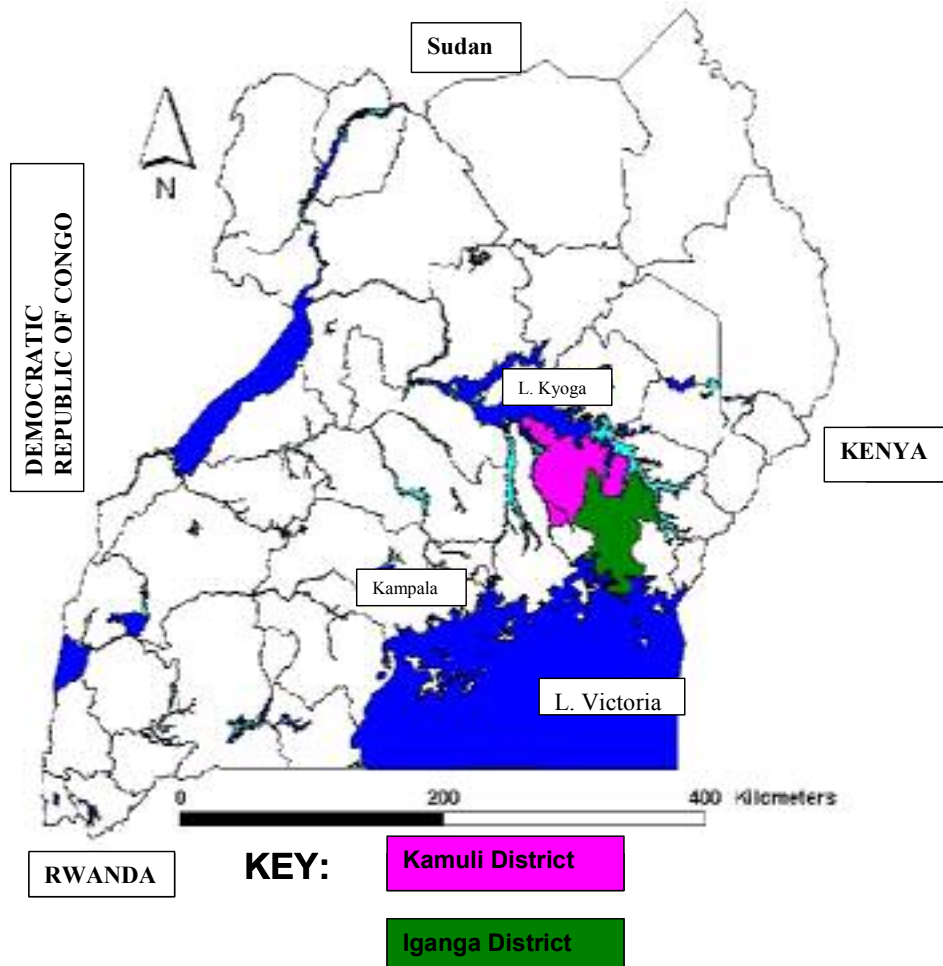 Sudan
N
DEMOCRATIC
REPUBLIC OF CONGO
L. Kyoga
KENYA
Kampala
L. Victoria
0 200 400 Kilometers
RWANDA
KEY:
Kamuli District
Iganga District